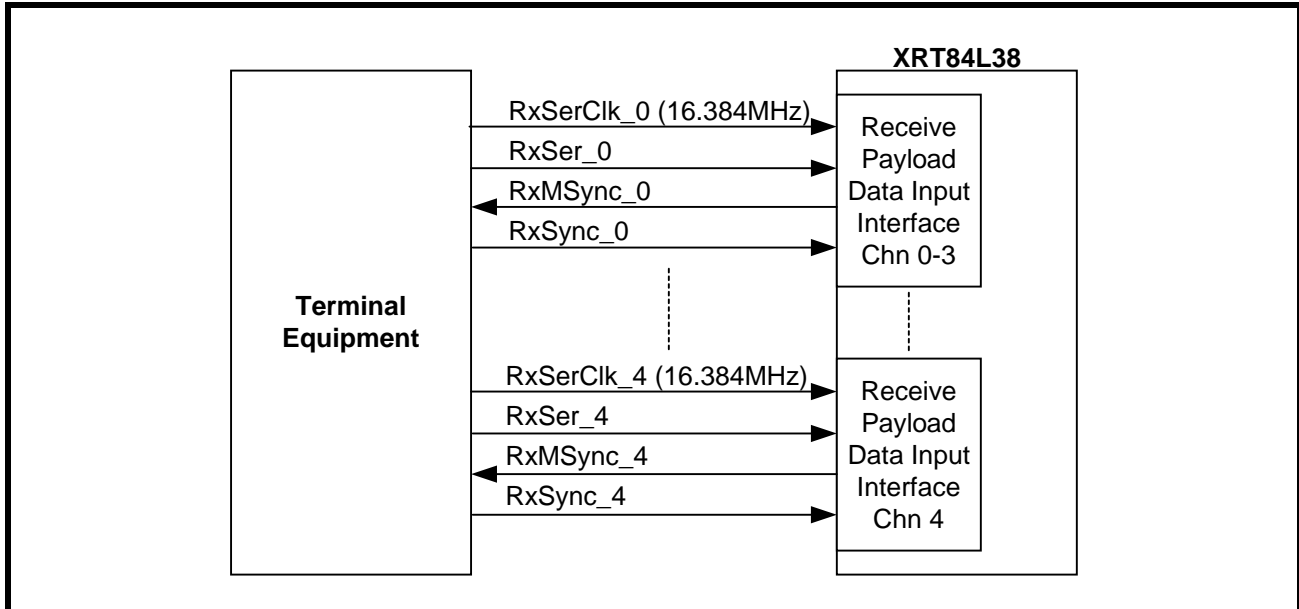 XRT84L38
Terminal
Equipment
RxSerClk_0 (16.384MHz)
RxSer_0
RxMSync_0
RxSync_0
Receive
Payload
Data Input
Interface
Chn 0-3
RxSerClk_4 (16.384MHz)
RxSer_4
RxMSync_4
RxSync_4
Receive
Payload
Data Input
Interface
Chn 4